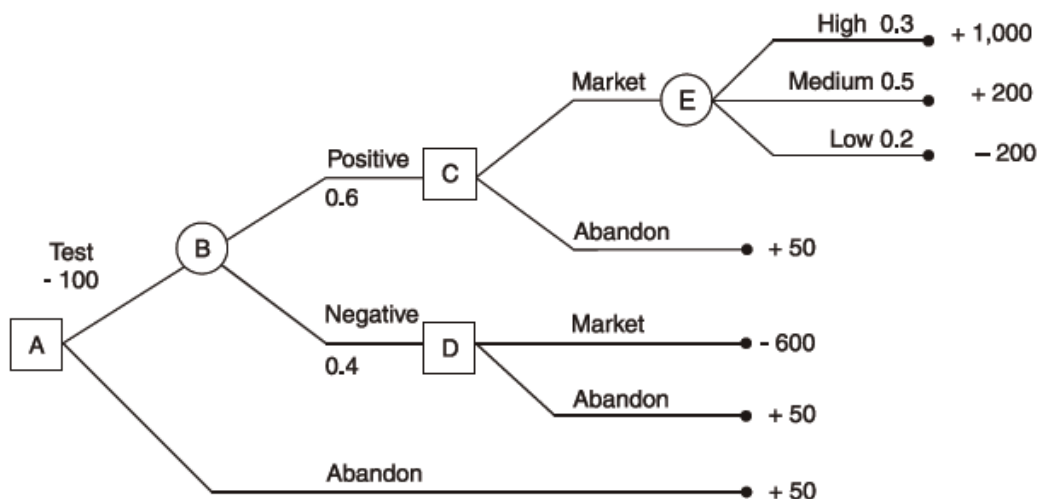 High 0.3
+ 1,000
Market
E
Medium 0.5
+ 200
Low 0.2
– 200
Positive
C
0.6
Abandon
+ 50
Test
- 100
B
Negative
Market
A
D
- 600
0.4
Abandon
+ 50
Abandon
+ 50